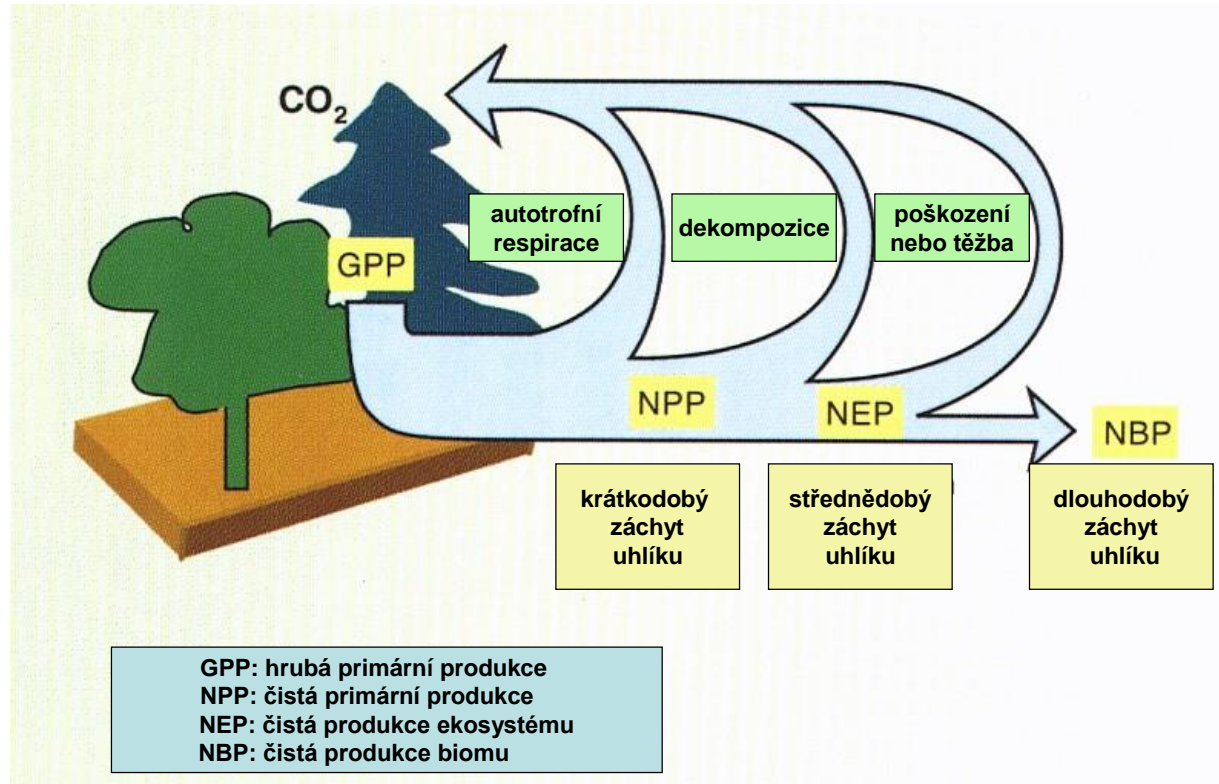 CO₂
autotrofní
respirace
dekompozice
poškození
nebo těžba
GPP
NPP
NEP
NBP
krátkodobý
záchyt
uhlíku
střednědobý
záchyt
uhlíku
dlouhodobý
záchyt
uhlíku
GPP: hrubá primární produkce
NPP: čistá primární produkce
NEP: čistá produkce ekosystému
NBP: čistá produkce biomu